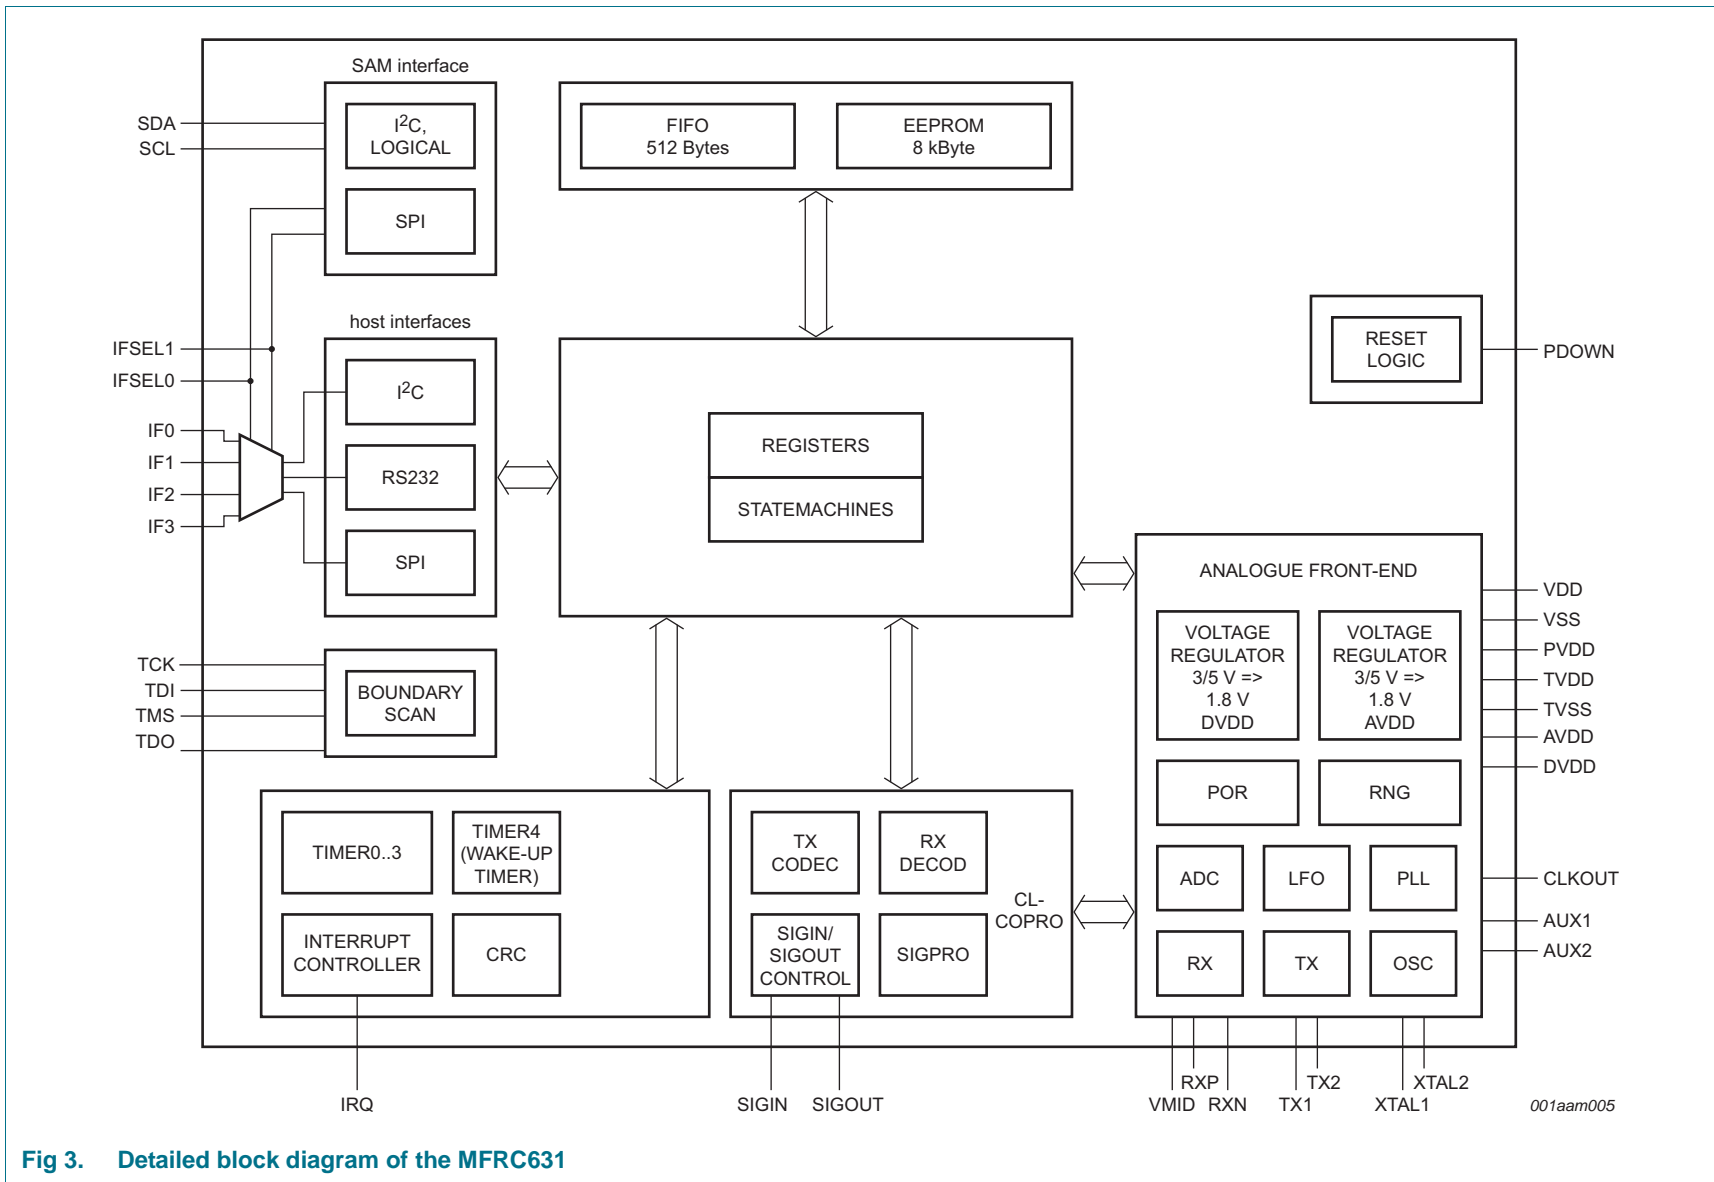 SAM interface
SDA
SCL
I2C,
LOGICAL
SPI
FIFO
512 Bytes
EEPROM
8 kByte
host interfaces
IFSEL1
IFSEL0
IF0
IF1
IF2
IF3
I2C
RS232
SPI
REGISTERS
STATEMACHINES
RESET
LOGIC
PDOWN
TCK
TDI
TMS
TDO
BOUNDARY
SCAN
ANALOGUE FRONT-END
VOLTAGE
REGULATOR
3/5 V =>
1.8 V
DVDD
VOLTAGE
REGULATOR
3/5 V =>
1.8 V
AVDD
POR
RNG
ADC
LFO
PLL
RX
TX
OSC
VDD
VSS
PVDD
TVDD
TVSS
AVDD
DVDD
CLKOUT
AUX1
AUX2
TIMER0..3
TIMER4
(WAKE-UP
TIMER)
INTERRUPT
CONTROLLER
CRC
TX
CODEC
RX
DECOD
SIGIN/
SIGOUT
CONTROL
SIGPRO
CL-
COPRO
IRQ
SIGIN
SIGOUT
VMID
RXP
RXN
TX1
TX2
XTAL1
XTAL2
001aam005
Fig 3. Detailed block diagram of the MFRC631